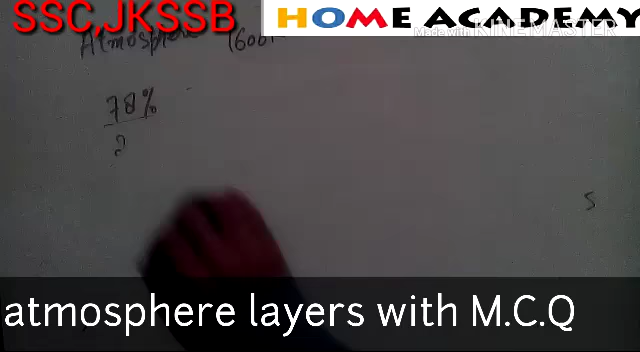 SSC,JKSSB
HOME ACADEMY
Made with KINEMASTER
Atmosphere
78%
?
S
atmosphere layers with M.C.Q